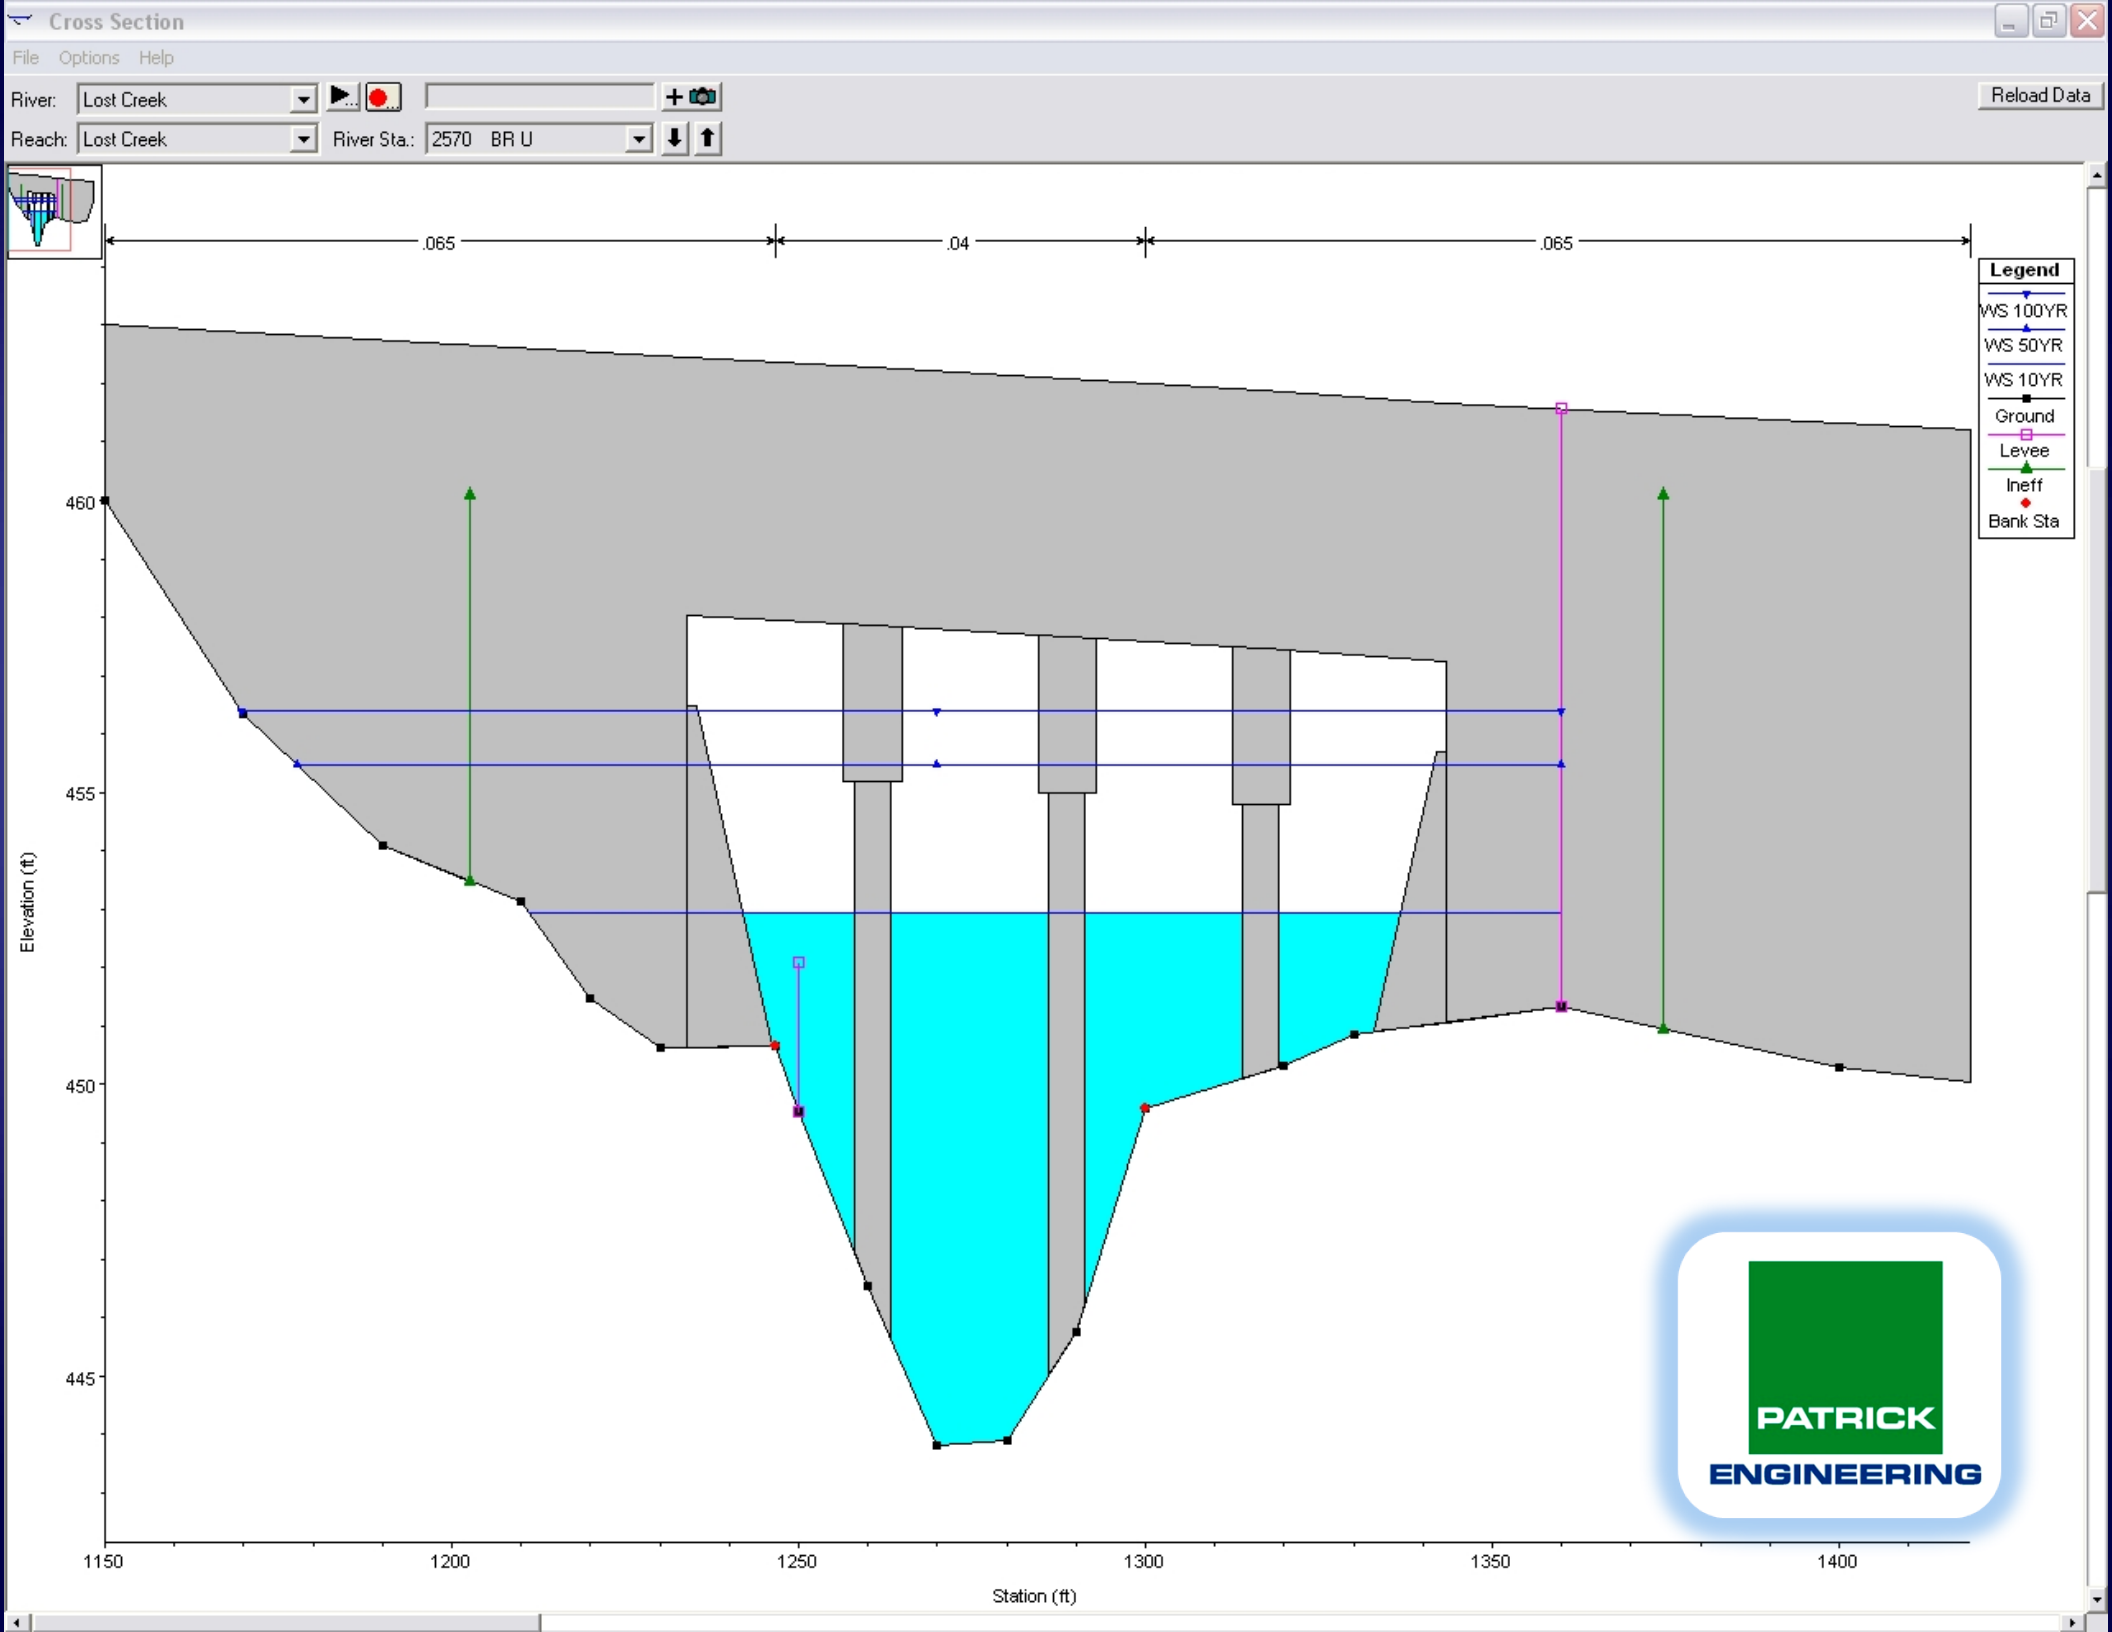 Cross Section
File Options Help
River: Lost Creek
Reload Data
Reach: Lost Creek River Sta.: 2570 BR U
.065 .04 .065
Legend
WS 100YR
WS 50YR
WS 10YR
Ground
Levee
Ineff
Bank Sta
460
455
450
445
Elevation (ft)
1150 1200 1250 1300 1350 1400
Station (ft)
PATRICK
ENGINEERING